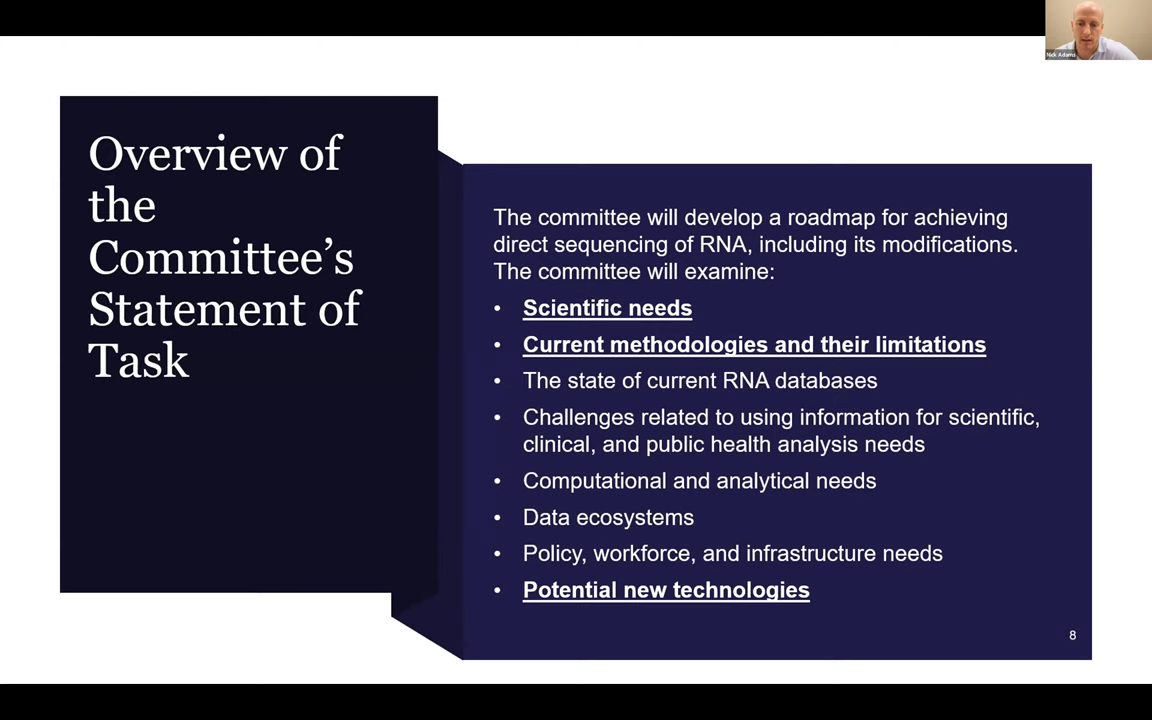 Nick Adams
Overview of
the
Committee’s
Statement of
Task
The committee will develop a roadmap for achieving
direct sequencing of RNA, including its modifications.
The committee will examine:
• Scientific needs
• Current methodologies and their limitations
• The state of current RNA databases
• Challenges related to using information for scientific,
clinical, and public health analysis needs
• Computational and analytical needs
• Data ecosystems
• Policy, workforce, and infrastructure needs
• Potential new technologies
8